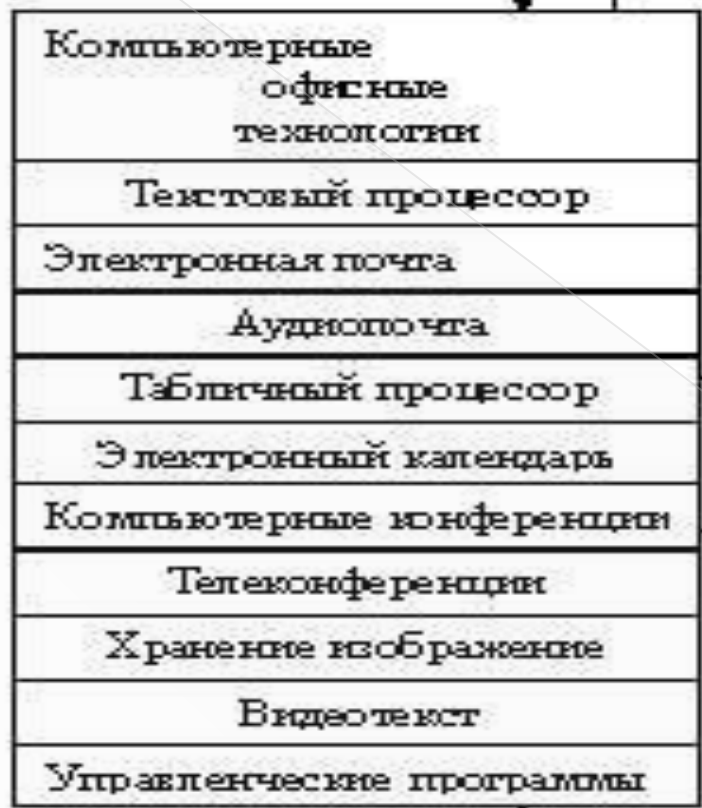 Компьютерные
офисные
технологии
Текстовый процессор
Электронная почта
Аудиопочта
Табличный процессор
Электронный календарь
Компьютерные конференции
Телеконференции
Хранение изображение
Видеотекст
Управленческие программы